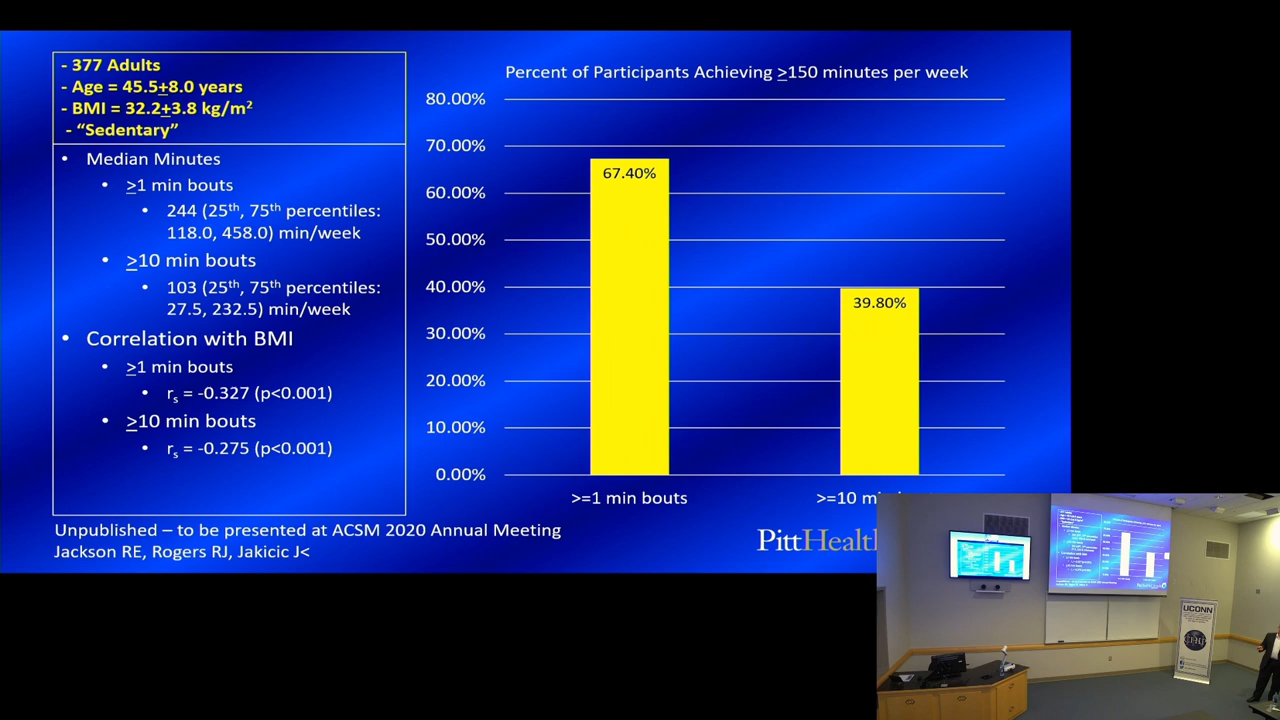 - 377 Adults
- Age = 45.5+8.0 years
- BMI = 32.2+3.8 kg/m²
- “Sedentary”
• Median Minutes
• >1 min bouts
• 244 (25th, 75th percentiles:
118.0, 458.0) min/week
• >10 min bouts
• 103 (25th, 75th percentiles:
27.5, 232.5) min/week
• Correlation with BMI
• >1 min bouts
• rs = -0.327 (p<0.001)
• >10 min bouts
• rs = -0.275 (p<0.001)
Percent of Participants Achieving >150 minutes per week
80.00%
70.00%
60.00%
50.00%
40.00%
30.00%
20.00%
10.00%
0.00%
67.40%
39.80%
>=1 min bouts
>=10
Unpublished – to be presented at ACSM 2020 Annual Meeting
Jackson RE, Rogers RJ, Jakicic J<
PittHealth
UCONN